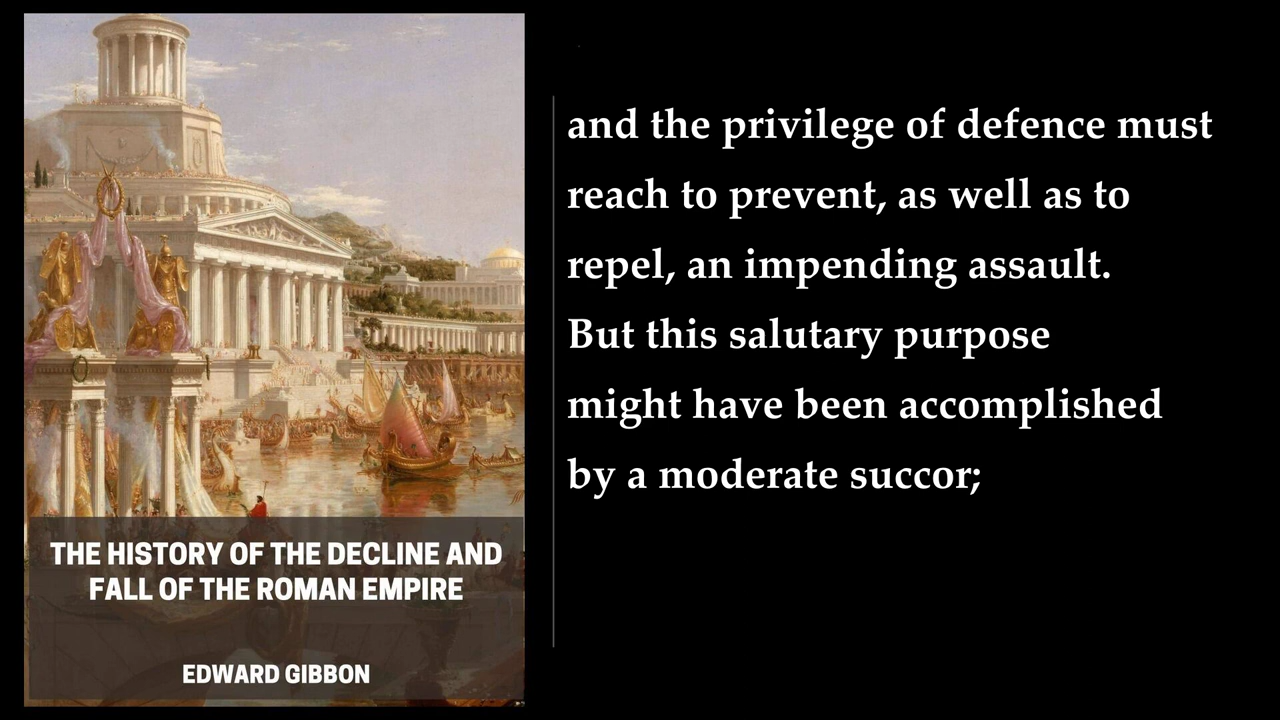 THE HISTORY OF THE DECLINE AND
FALL OF THE ROMAN EMPIRE
EDWARD GIBBON
and the privilege of defence must
reach to prevent, as well as to
repel, an impending assault.
But this salutary purpose
might have been accomplished
by a moderate succor;